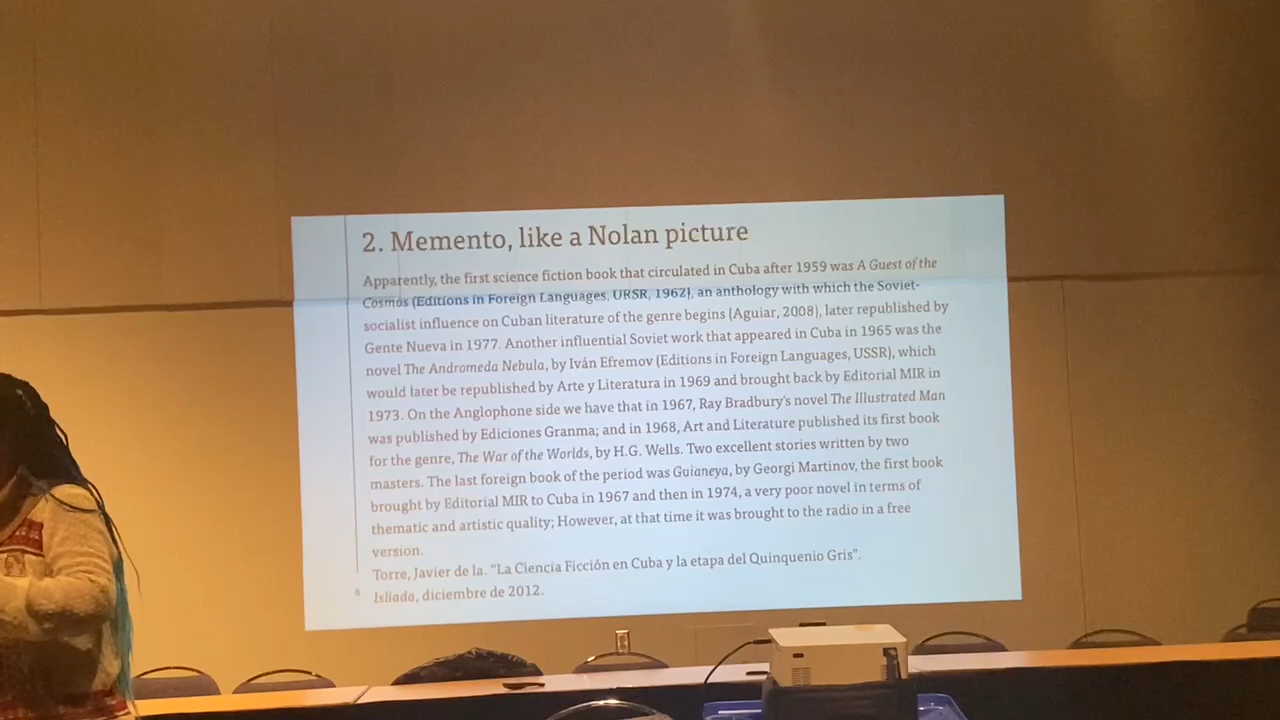 2. Memento, like a Nolan picture
Apparently, the first science fiction book that circulated in Cuba after 1959 was A Guest of the
Cosmos (Editions in Foreign Languages, URSR, 1962), an anthology with which the Soviet-
socialist influence on Cuban literature of the genre begins (Aguiar, 2008), later republished by
Gente Nueva in 1977. Another influential Soviet work that appeared in Cuba in 1965 was the
novel The Andromeda Nebula, by Iván Efremov (Editions in Foreign Languages, USSR), which
would later be republished by Arte y Literatura in 1969 and brought back by Editorial MIR in
1973. On the Anglophone side we have that in 1967, Ray Bradbury's novel The Illustrated Man
was published by Ediciones Granma; and in 1968, Art and Literature published its first book
for the genre, The War of the Worlds, by H.G. Wells. Two excellent stories written by two
masters. The last foreign book of the period was Guianeya, by Georgi Martinov, the first book
brought by Editorial MIR to Cuba in 1967 and then in 1974, a very poor novel in terms of
thematic and artistic quality; However, at that time it was brought to the radio in a free
version.
Torre, Javier de la. "La Ciencia Ficción en Cuba y la etapa del Quinquenio Gris".
Isliada, diciembre de 2012.